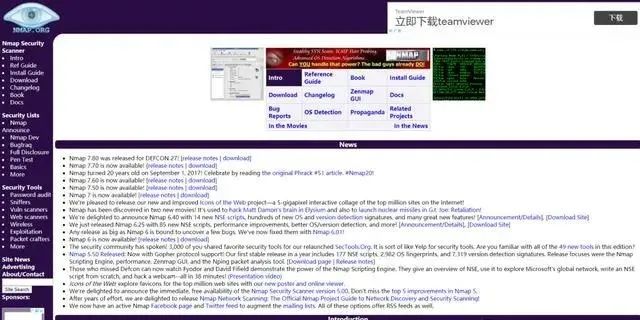 NMAP.ORG
TeamViewer
立即下载teamviewer
下载
Nmap Security
Scanner
Intro
Ref Guide
Install Guide
Download
Changelog
Book
Docs
Security Lists
Nmap
Announce
Nmap Dev
Bugtraq
Full Disclosure
Pen Test
Basics
More
Security Tools
Password audit
Sniffers
Vuln scanners
Web scanners
Wireless
Exploitation
Packet crafters
More
Site News
Advertising
About/Contact
Site Search
Sponsors:
Stealthy SYN Scans, ICMP Host Probing,
Advanced OS Detection Algorithms
NMAP
Can YOU handle that power? The bad guys already DO!
Intro Reference Guide Book Install Guide
Download Changelog Zenmap GUI Docs
Bug Reports OS Detection Propaganda Related Projects
In the Movies In the News
News
Nmap 7.80 was released for DEFCON 27! [release notes | download]
Nmap 7.70 is now available! [release notes | download]
Nmap turned 20 years old on September 1, 2017! Celebrate by reading the original Phrack #51 article. #Nmap20!
Nmap 7.60 is now available! [release notes | download]
Nmap 7.50 is now available! [release notes | download]
Nmap 7 is now available! [release notes | download]
We're pleased to release our new and improved Icons of the Web project—a 5-gigapixel interactive collage of the top million sites on the Internet!
Nmap has been discovered in two new movies! It's used to hack Matt Damon's brain in Elysium and also to launch nuclear missiles in G.I. Joe: Retaliation!
We're delighted to announce Nmap 6.40 with 14 new NSE scripts, hundreds of new OS and version detection signatures, and many great new features! [Announcement/Details], [Download Site]
We just released Nmap 6.25 with 85 new NSE scripts, performance improvements, better OS/version detection, and more! [Announcement/Details], [Download Site]
Any release as big as Nmap 6 is bound to uncover a few bugs. We've now fixed them with Nmap 6.01!
Nmap 6 is now available! [release notes | download]
The security community has spoken! 3,000 of you shared favorite security tools for our relaunched SecTools.Org. It is sort of like Yelp for security tools. Are you familiar with all of the 49 new tools in this edition?
Nmap 5.50 Released: Now with Gopher protocol support! Our first stable release in a year includes 177 NSE scripts, 2,982 OS fingerprints, and 7,319 version detection signatures. Release focuses were the Nmap
Scripting Engine, performance, Zenmap GUI, and the Nping packet analysis tool. [Download page | Release notes]
Those who missed Defcon can now watch Fyodor and David Fifield demonstrate the power of the Nmap Scripting Engine. They give an overview of NSE, use it to explore Microsoft's global network, write an NSE
script from scratch, and hack a webcam--all in 38 minutes! (Presentation video)
Icons of the Web: explore favicons for the top million web sites with our new poster and online viewer.
We're delighted to announce the immediate, free availability of the Nmap Security Scanner version 5.00. Don't miss the top 5 improvements in Nmap 5.
After years of effort, we are delighted to release Nmap Network Scanning: The Official Nmap Project Guide to Network Discovery and Security Scanning!
We now have an active Nmap Facebook page and Twitter feed to augment the mailing lists. All of these options offer RSS feeds as well.
Introduction